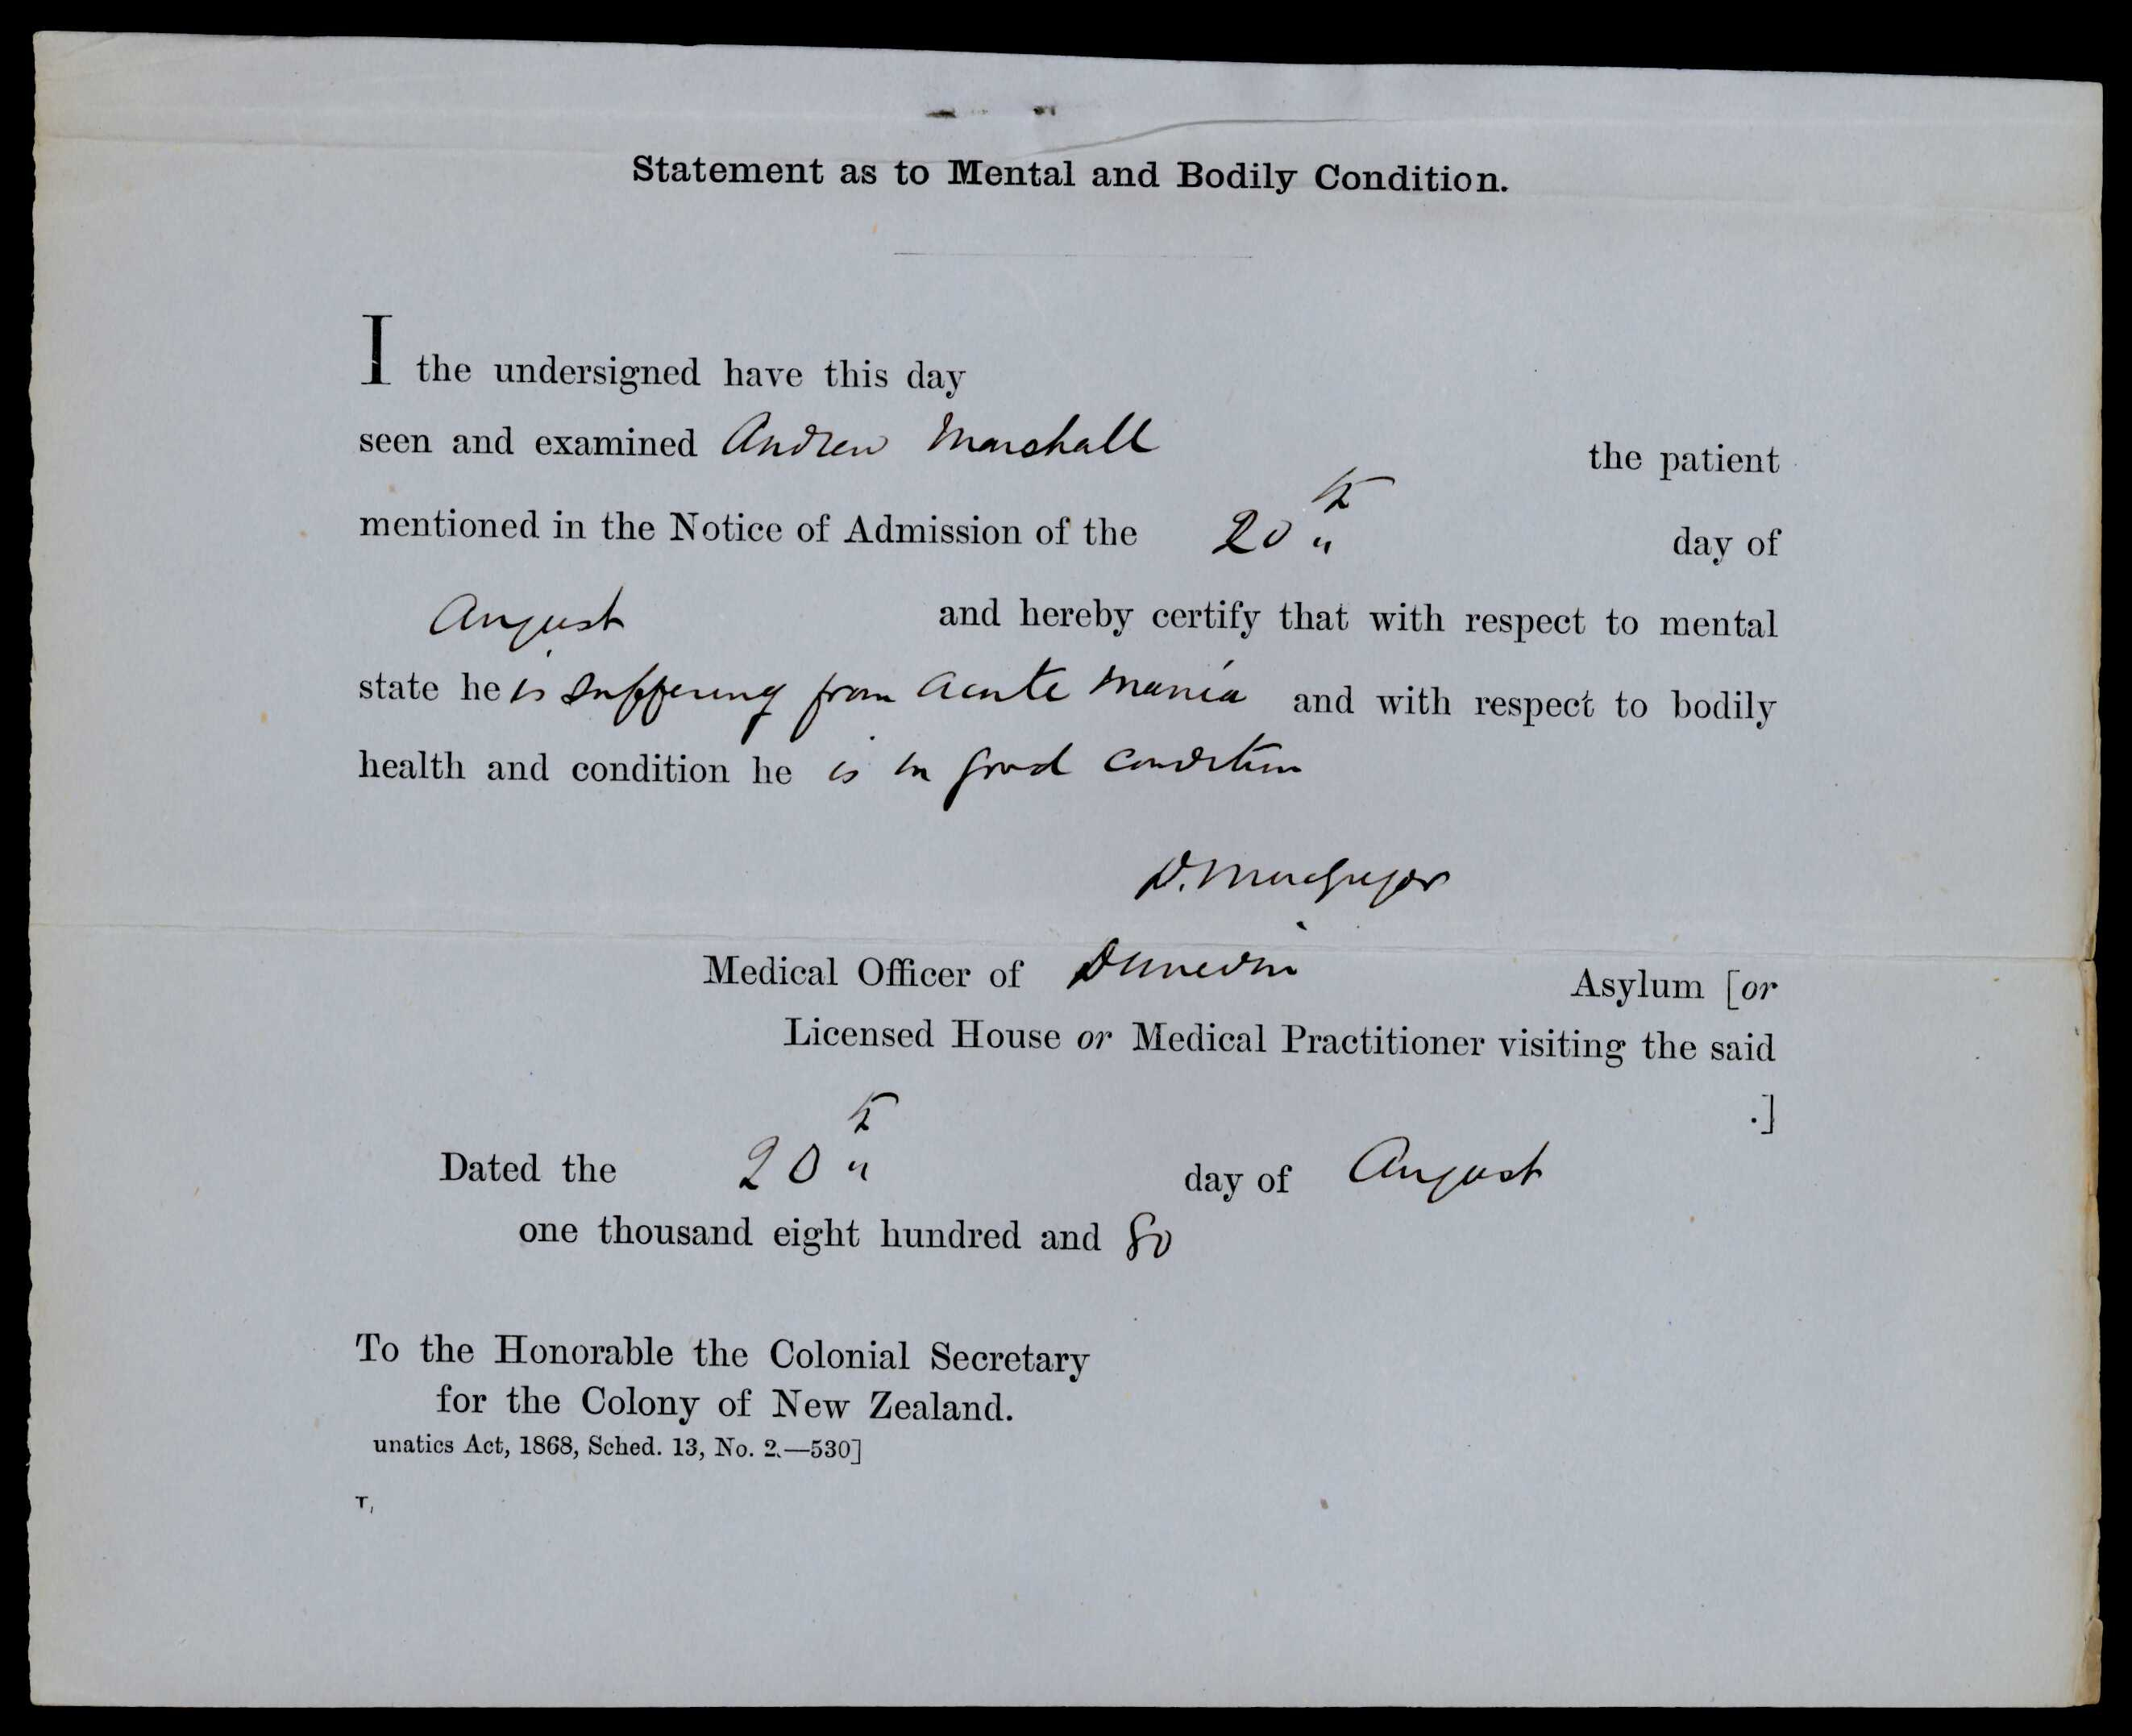 Statement as to Mental and Bodily Condition.
I the undersigned have this day
seen and examined Andrew Marshall the patient
mentioned in the Notice of Admission of the 20th day of
August and hereby certify that with respect to mental
state he is suffering from acute mania and with respect to bodily
health and condition he is in good condition
D. MacGregor
Medical Officer of Dunedin Asylum [or
Licensed House or Medical Practitioner visiting the said
.]
Dated the 20th day of August
one thousand eight hundred and 80
To the Honorable the Colonial Secretary
for the Colony of New Zealand.
unatics Act, 1868, Sched. 13, No. 2.—530]
T,